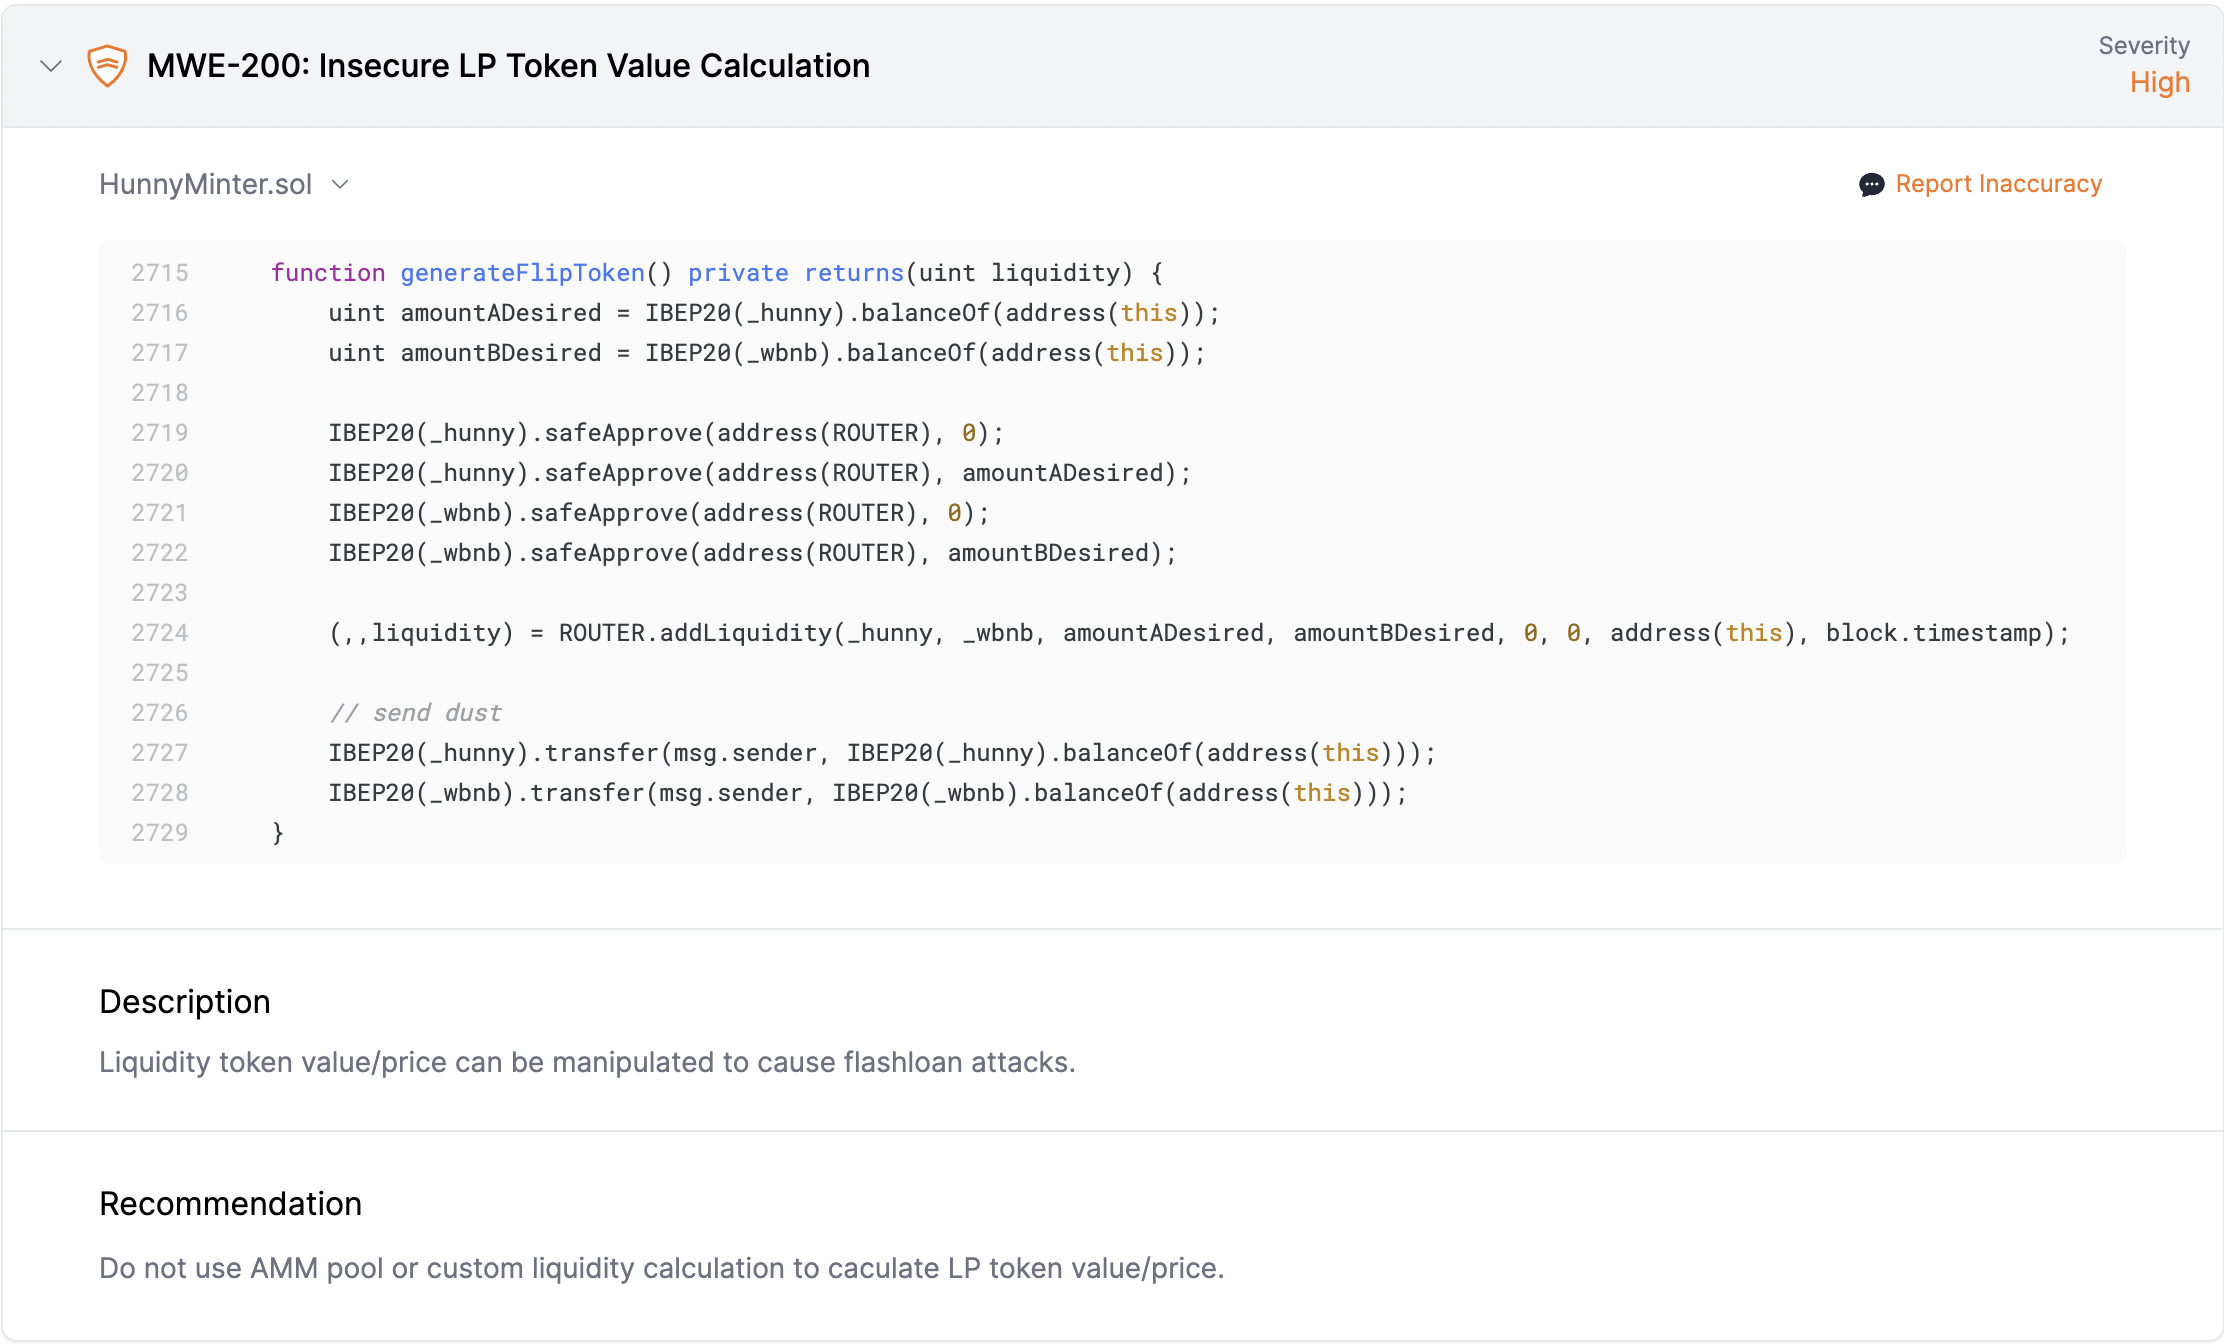 MWE-200: Insecure LP Token Value Calculation
Severity
High
HunnyMinter.sol
Report Inaccuracy
2715 function generateFlipToken() private returns(uint liquidity) {
2716 uint amountADesired = IBEP20(_hunny).balanceOf(address(this));
2717 uint amountBDesired = IBEP20(_wbnb).balanceOf(address(this));
2718
2719 IBEP20(_hunny).safeApprove(address(ROUTER), 0);
2720 IBEP20(_hunny).safeApprove(address(ROUTER), amountADesired);
2721 IBEP20(_wbnb).safeApprove(address(ROUTER), 0);
2722 IBEP20(_wbnb).safeApprove(address(ROUTER), amountBDesired);
2723
2724 (,,liquidity) = ROUTER.addLiquidity(_hunny, _wbnb, amountADesired, amountBDesired, 0, 0, address(this), block.timestamp);
2725
2726 // send dust
2727 IBEP20(_hunny).transfer(msg.sender, IBEP20(_hunny).balanceOf(address(this)));
2728 IBEP20(_wbnb).transfer(msg.sender, IBEP20(_wbnb).balanceOf(address(this)));
2729 }
Description
Liquidity token value/price can be manipulated to cause flashloan attacks.
Recommendation
Do not use AMM pool or custom liquidity calculation to caculate LP token value/price.